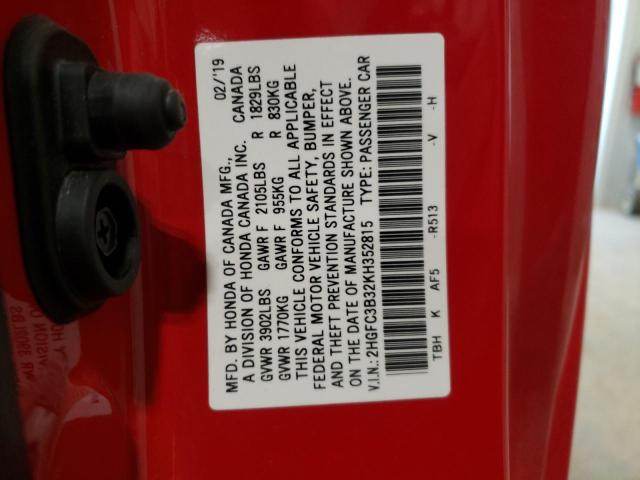 MFD. BY HONDA OF CANADA MFG., 02/'19
A DIVISION OF HONDA CANADA INC. CANADA
GVWR 3902LBS GAWR F 2105LBS R 1829LBS
GVWR 1770KG GAWR F 955KG R 830KG
THIS VEHICLE CONFORMS TO ALL APPLICABLE
FEDERAL MOTOR VEHICLE SAFETY, BUMPER,
AND THEFT PREVENTION STANDARDS IN EFFECT
ON THE DATE OF MANUFACTURE SHOWN ABOVE.
V.I.N.: 2HGFC3B32KH352815 TYPE: PASSENGER CAR
TBH K AF5 -R513 -V -H